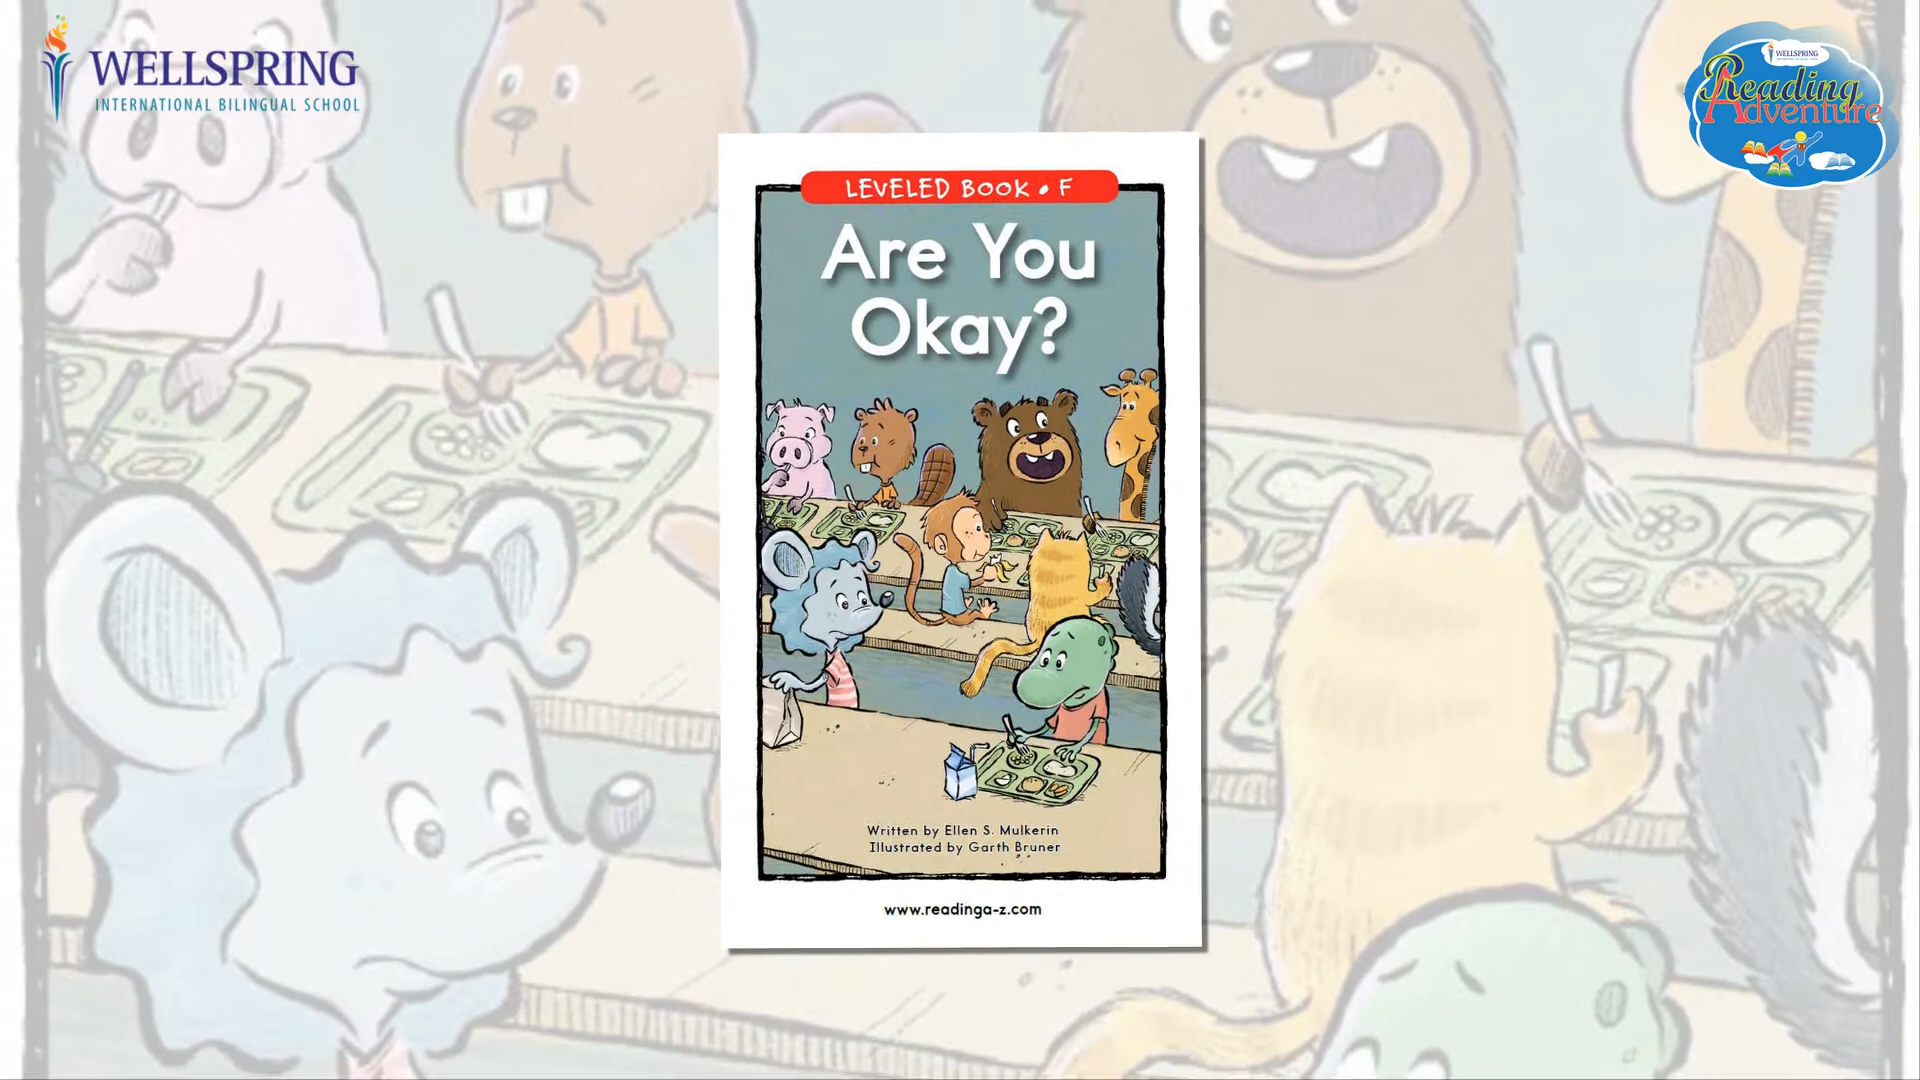 WELLSPRING
INTERNATIONAL BILINGUAL SCHOOL
WELLSPRING
Reading
Adventure
LEVELED BOOK • F
Are You
Okay?
Written by Ellen S. Mulkerin
Illustrated by Garth Bruner
www.readinga-z.com